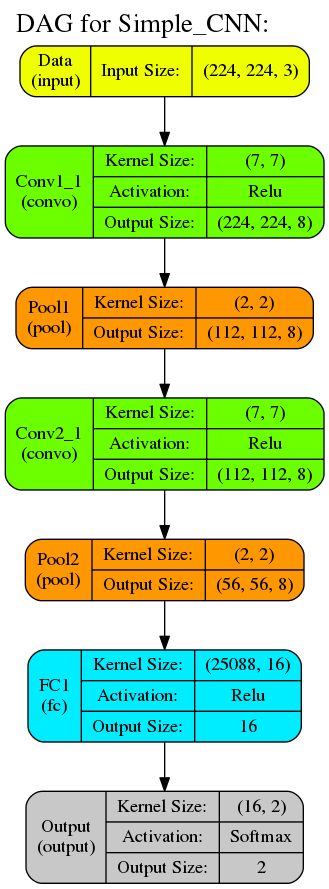 DAG for Simple_CNN:
Data
(input)
Input Size: (224, 224, 3)
Conv1_1
(convo)
Kernel Size: (7, 7)
Activation: Relu
Output Size: (224, 224, 8)
Pool1
(pool)
Kernel Size: (2, 2)
Output Size: (112, 112, 8)
Conv2_1
(convo)
Kernel Size: (7, 7)
Activation: Relu
Output Size: (112, 112, 8)
Pool2
(pool)
Kernel Size: (2, 2)
Output Size: (56, 56, 8)
FC1
(fc)
Kernel Size: (25088, 16)
Activation: Relu
Output Size: 16
Output
(output)
Kernel Size: (16, 2)
Activation: Softmax
Output Size: 2